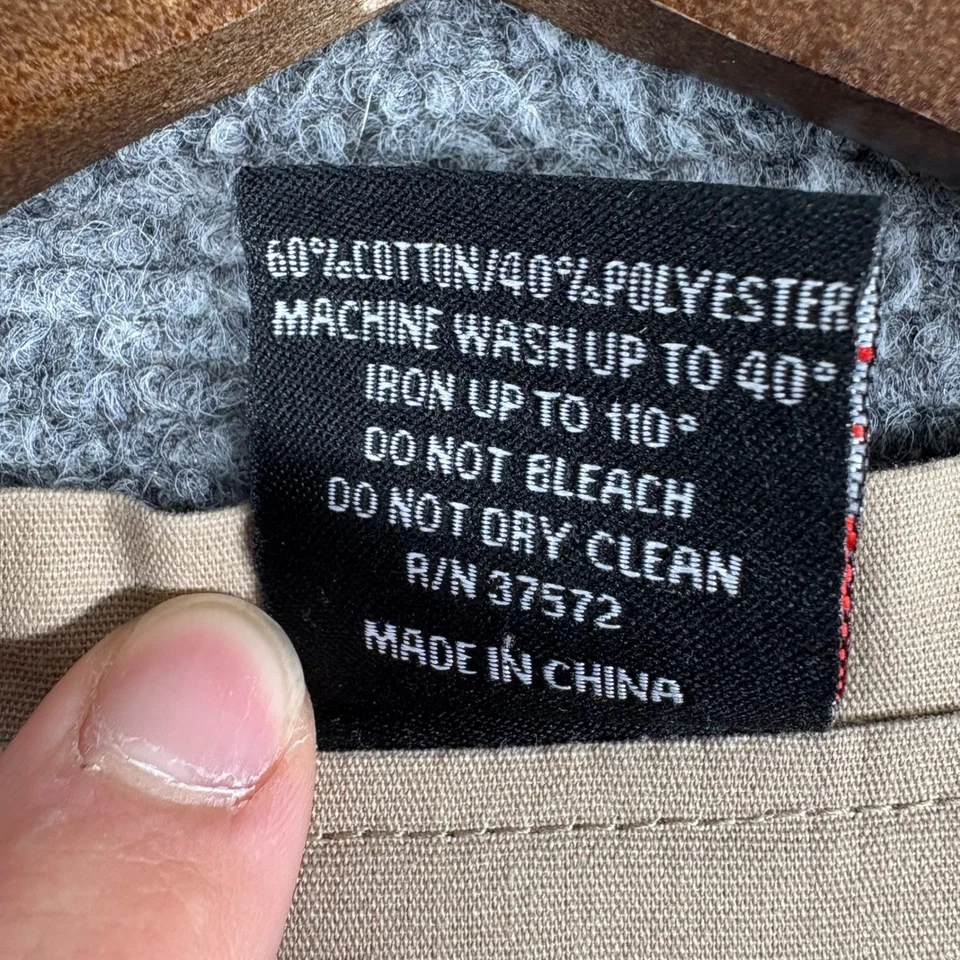 60%COTTON/40%POLYESTER
MACHINE WASH UP TO 40°
IRON UP TO 110°
DO NOT BLEACH
DO NOT DRY CLEAN
R/N 37572
MADE IN CHINA